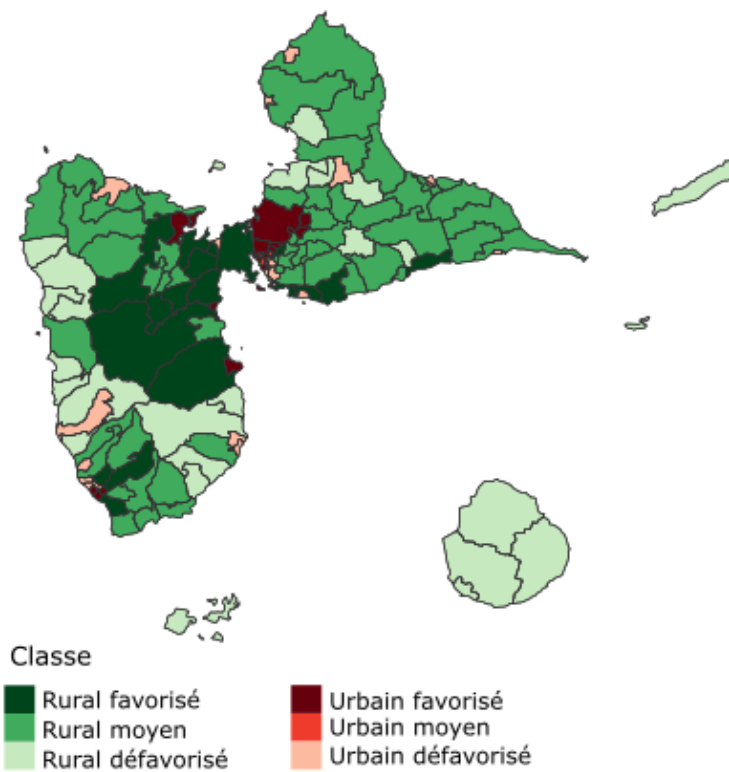 Classe
Rural favorisé
Rural moyen
Rural défavorisé
Urbain favorisé
Urbain moyen
Urbain défavorisé